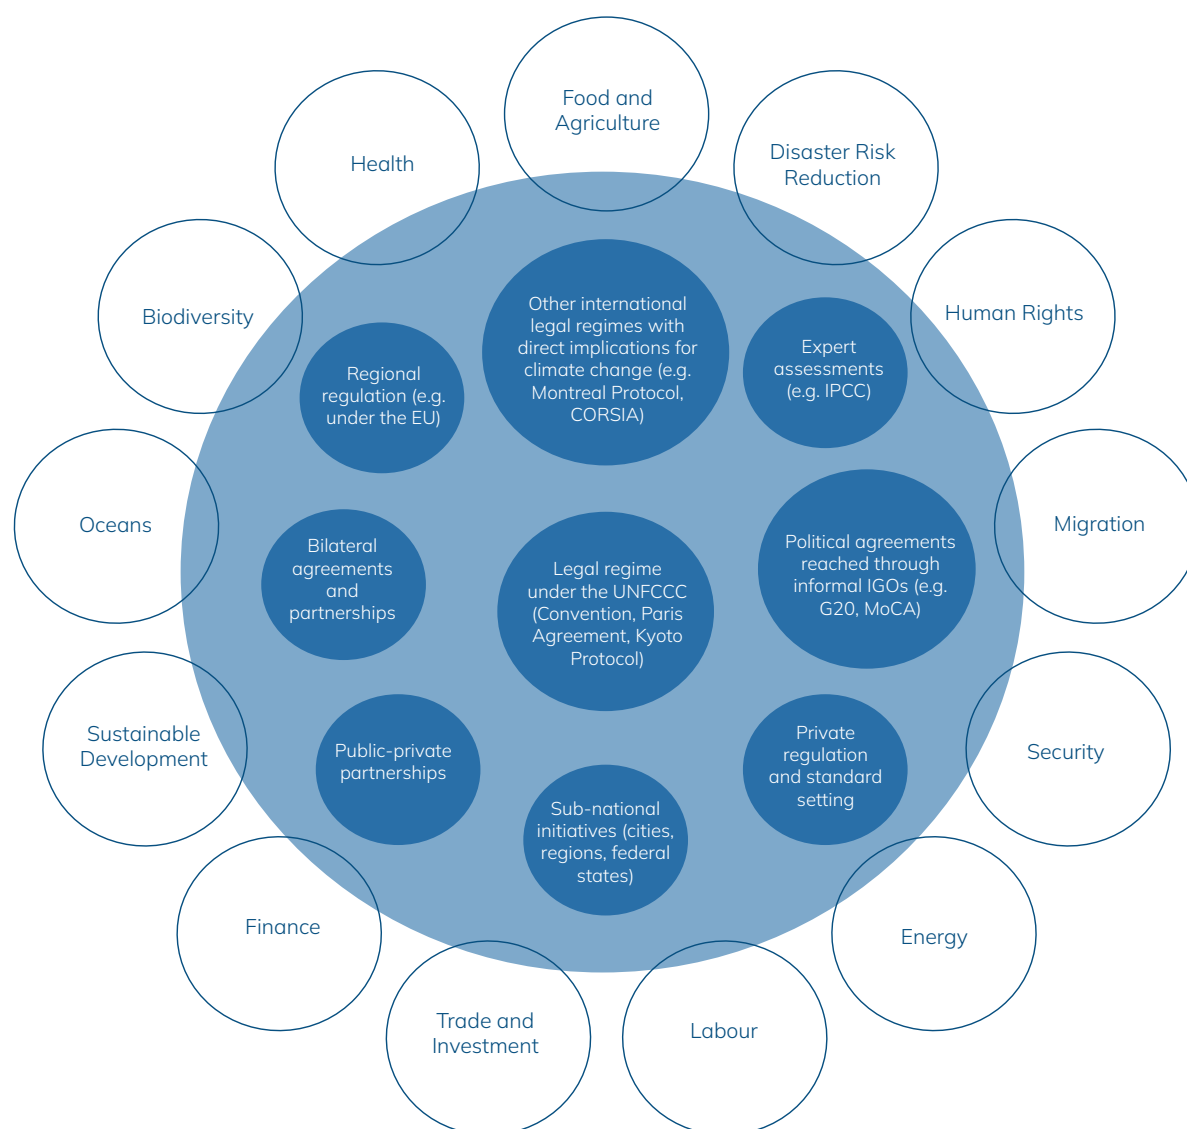 Food and
Agriculture
Health
Disaster Risk
Reduction
Biodiversity
Human Rights
Other international
legal regimes with
direct implications for
climate change (e.g.
Montreal Protocol,
CORSIA)
Regional
regulation (e.g.
under the EU)
Expert
assessments
(e.g. IPCC)
Oceans
Migration
Bilateral
agreements
and
partnerships
Legal regime
under the UNFCCC
(Convention, Paris
Agreement, Kyoto
Protocol)
Political agreements
reached through
informal IGOs (e.g.
G20, MoCA)
Sustainable
Development
Security
Public-private
partnerships
Private
regulation
and standard
setting
Sub-national
initiatives (cities,
regions, federal
states)
Finance
Energy
Trade and
Investment
Labour